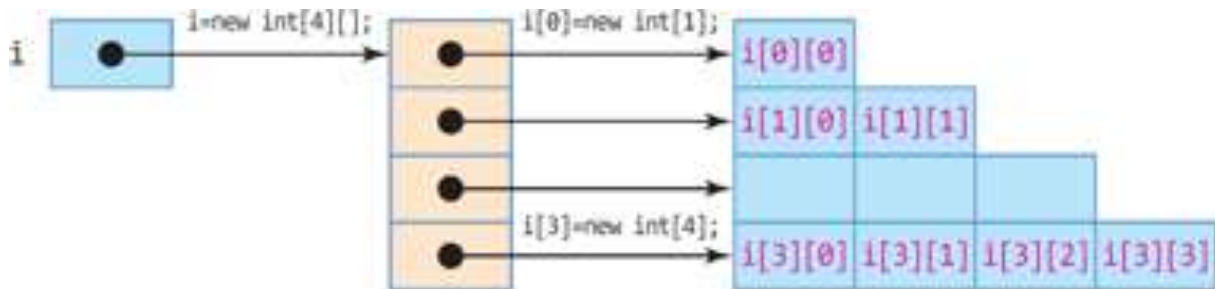 i=new int[4][]; i[0]=new int[1];
i i[0][0]
i[1][0] i[1][1]
i[3]=new int[4];
i[3][0] i[3][1] i[3][2] i[3][3]